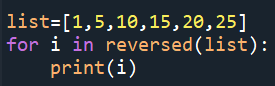 list=[1,5,10,15,20,25]
for i in reversed(list):
    print(i)